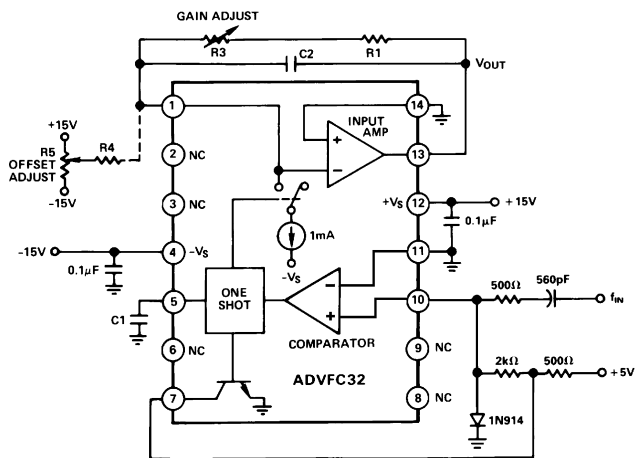 GAIN ADJUST
R3
R1
C2
VOUT
1
14
INPUT
AMP
+
−
+15V
R5
OFFSET
ADJUST
R4
−15V
2
NC
13
3
NC
+VS
12
+15V
0.1μF
1mA
−VS
−15V
4
−VS
0.1μF
11
−
+
COMPARATOR
ONE
SHOT
5
C1
10
500Ω
560pF
fIN
6
NC
9
NC
2kΩ
500Ω
+5V
ADVFC32
7
8
NC
1N914